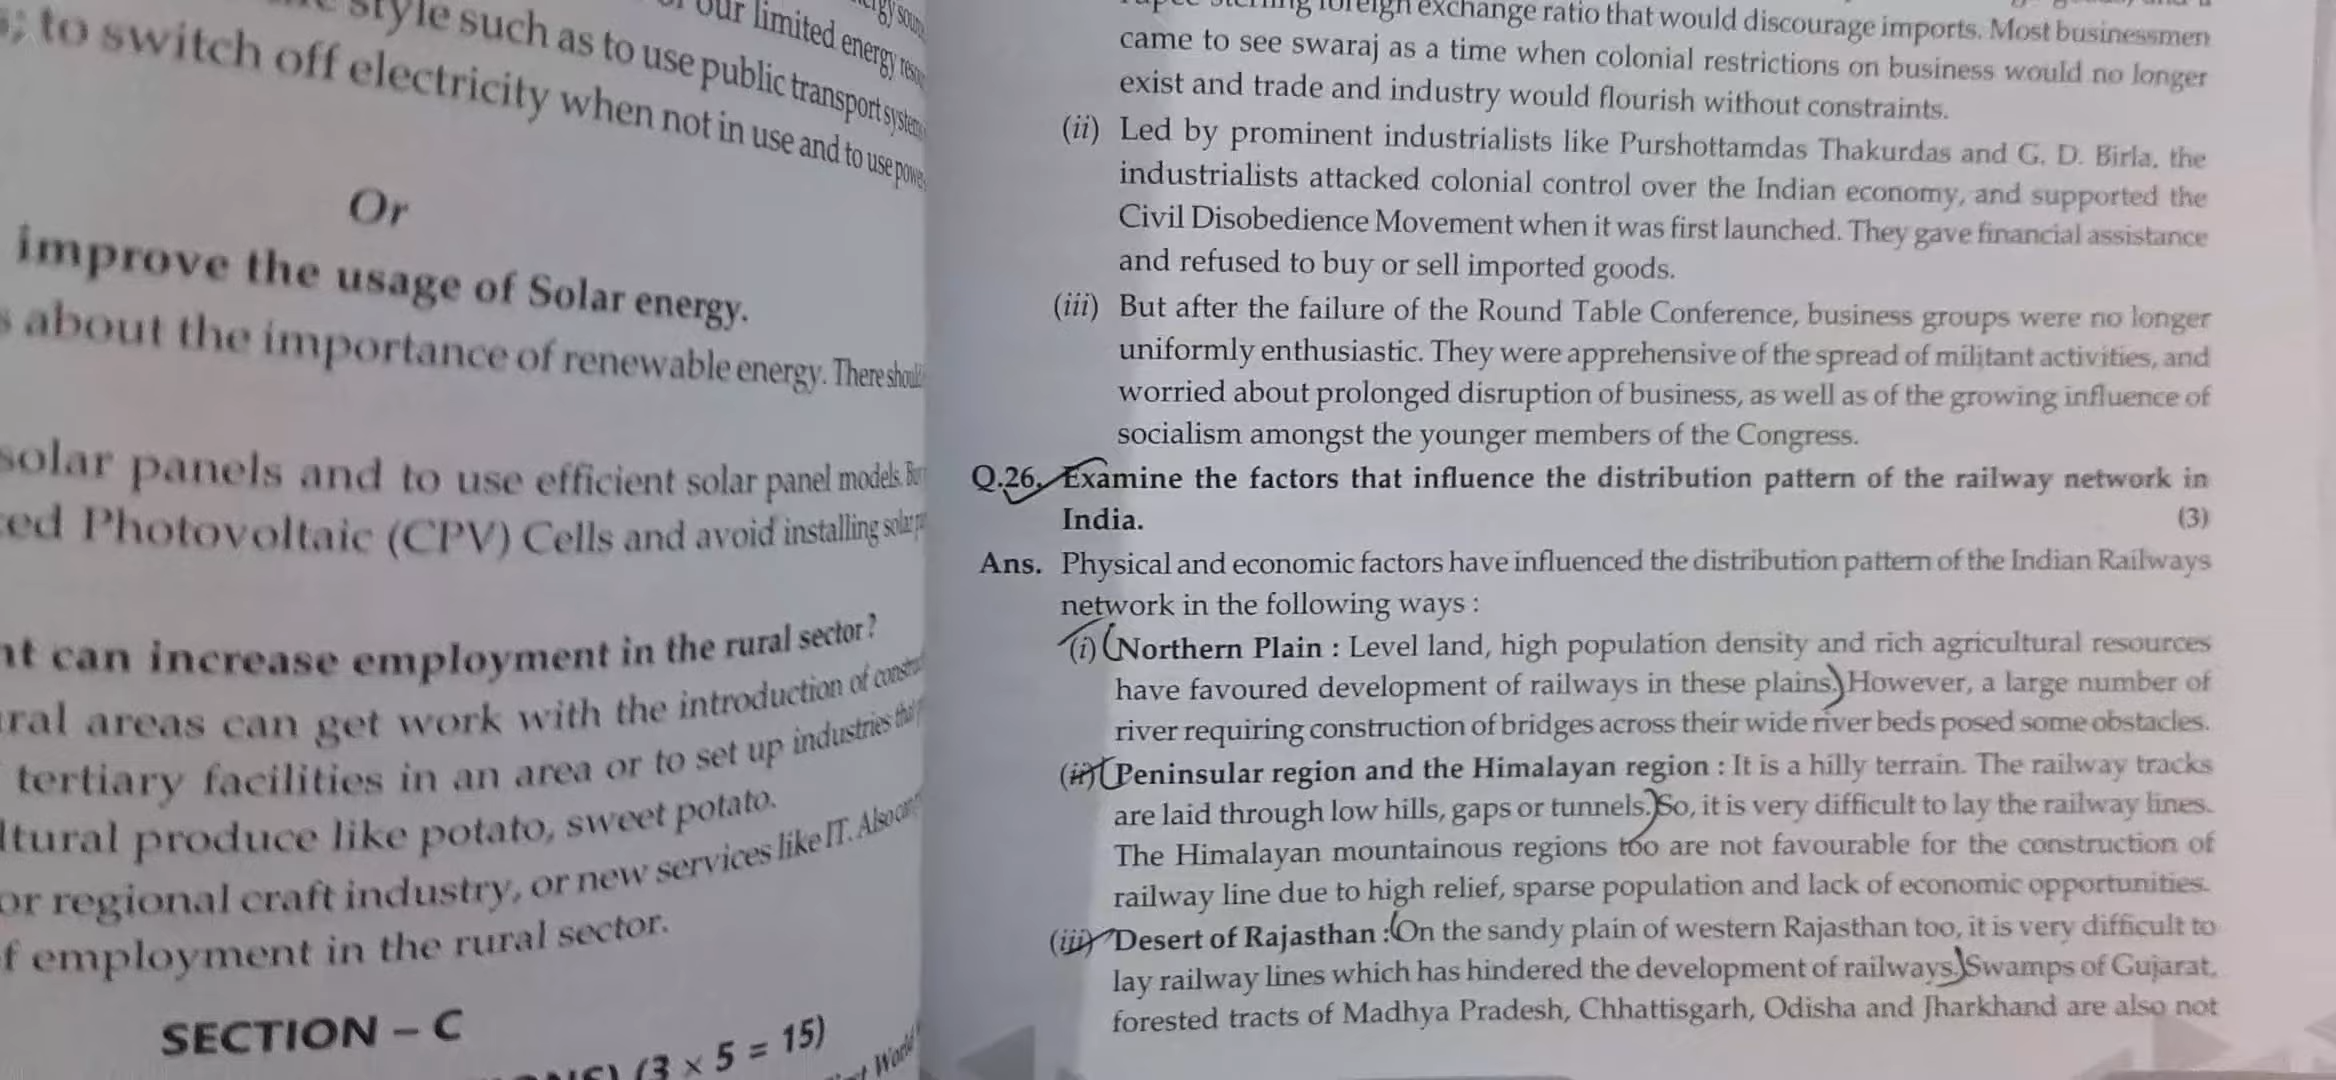 style such as to use public transport
our limited energy
to switch off electricity when not in use and to use
Or
improve the usage of Solar energy.
about the importance of renewable energy. There
solar panels and to use efficient solar panel models.
Photovoltaic (CPV) Cells and avoid installing
can increase employment in the rural sector?
areas can get work with the introduction of
tertiary facilities in an area or to set up industries
produce like potato, sweet potato.
or regional craft industry, or new services like IT. Also
employment in the rural sector.
SECTION – C
(3 × 5 = 15)
World
foreign exchange ratio that would discourage imports. Most businessmen
came to see swaraj as a time when colonial restrictions on business would no longer
exist and trade and industry would flourish without constraints.
(ii) Led by prominent industrialists like Purshottamdas Thakurdas and G. D. Birla, the
industrialists attacked colonial control over the Indian economy, and supported the
Civil Disobedience Movement when it was first launched. They gave financial assistance
and refused to buy or sell imported goods.
(iii) But after the failure of the Round Table Conference, business groups were no longer
uniformly enthusiastic. They were apprehensive of the spread of militant activities, and
worried about prolonged disruption of business, as well as of the growing influence of
socialism amongst the younger members of the Congress.
Q.26. Examine the factors that influence the distribution pattern of the railway network in
India. (3)
Ans. Physical and economic factors have influenced the distribution pattern of the Indian Railways
network in the following ways :
(i) Northern Plain : Level land, high population density and rich agricultural resources
have favoured development of railways in these plains. However, a large number of
river requiring construction of bridges across their wide river beds posed some obstacles.
(ii) Peninsular region and the Himalayan region : It is a hilly terrain. The railway tracks
are laid through low hills, gaps or tunnels. So, it is very difficult to lay the railway lines.
The Himalayan mountainous regions too are not favourable for the construction of
railway line due to high relief, sparse population and lack of economic opportunities.
(iii) Desert of Rajasthan : On the sandy plain of western Rajasthan too, it is very difficult to
lay railway lines which has hindered the development of railways. Swamps of Gujarat,
forested tracts of Madhya Pradesh, Chhattisgarh, Odisha and Jharkhand are also not